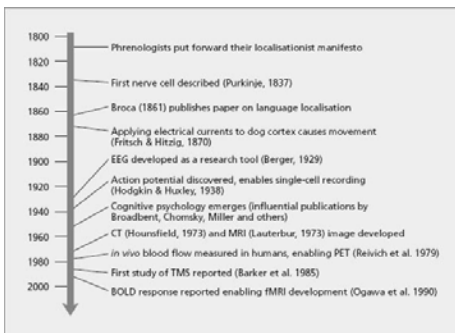 1800
Phrenologists put forward their localisationist manifesto
1820
First nerve cell described (Purkinje, 1837)
1840
Broca (1861) publishes paper on language localisation
1860
Applying electrical currents to dog cortex causes movement
(Fritsch & Hitzig, 1870)
1880
EEG developed as a research tool (Berger, 1929)
1900
Action potential discovered, enables single-cell recording
(Hodgkin & Huxley, 1938)
1920
Cognitive psychology emerges (influential publications by
Broadbent, Chomsky, Miller and others)
1940
CT (Hounsfield, 1973) and MRI (Lauterbur, 1973) image developed
1960
in vivo blood flow measured in humans, enabling PET (Reivich et al. 1979)
1980
First study of TMS reported (Barker et al. 1985)
2000
BOLD response reported enabling fMRI development (Ogawa et al. 1990)